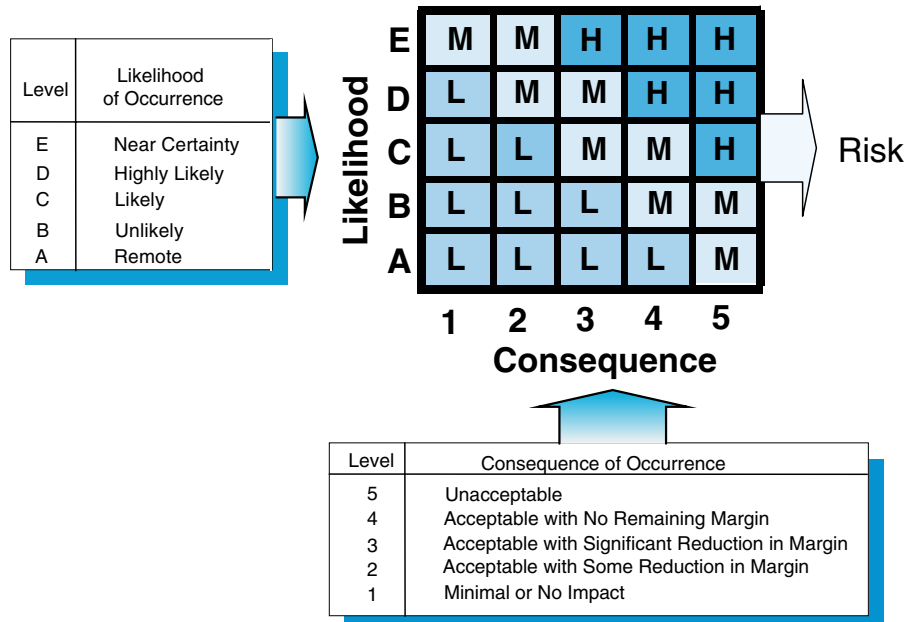 Level Likelihood of Occurrence
E Near Certainty
D Highly Likely
C Likely
B Unlikely
A Remote
Likelihood
E M M H H H
D L M M H H
C L L M M H
B L L L M M
A L L L L M
1 2 3 4 5
Consequence
Risk
Level Consequence of Occurrence
5 Unacceptable
4 Acceptable with No Remaining Margin
3 Acceptable with Significant Reduction in Margin
2 Acceptable with Some Reduction in Margin
1 Minimal or No Impact